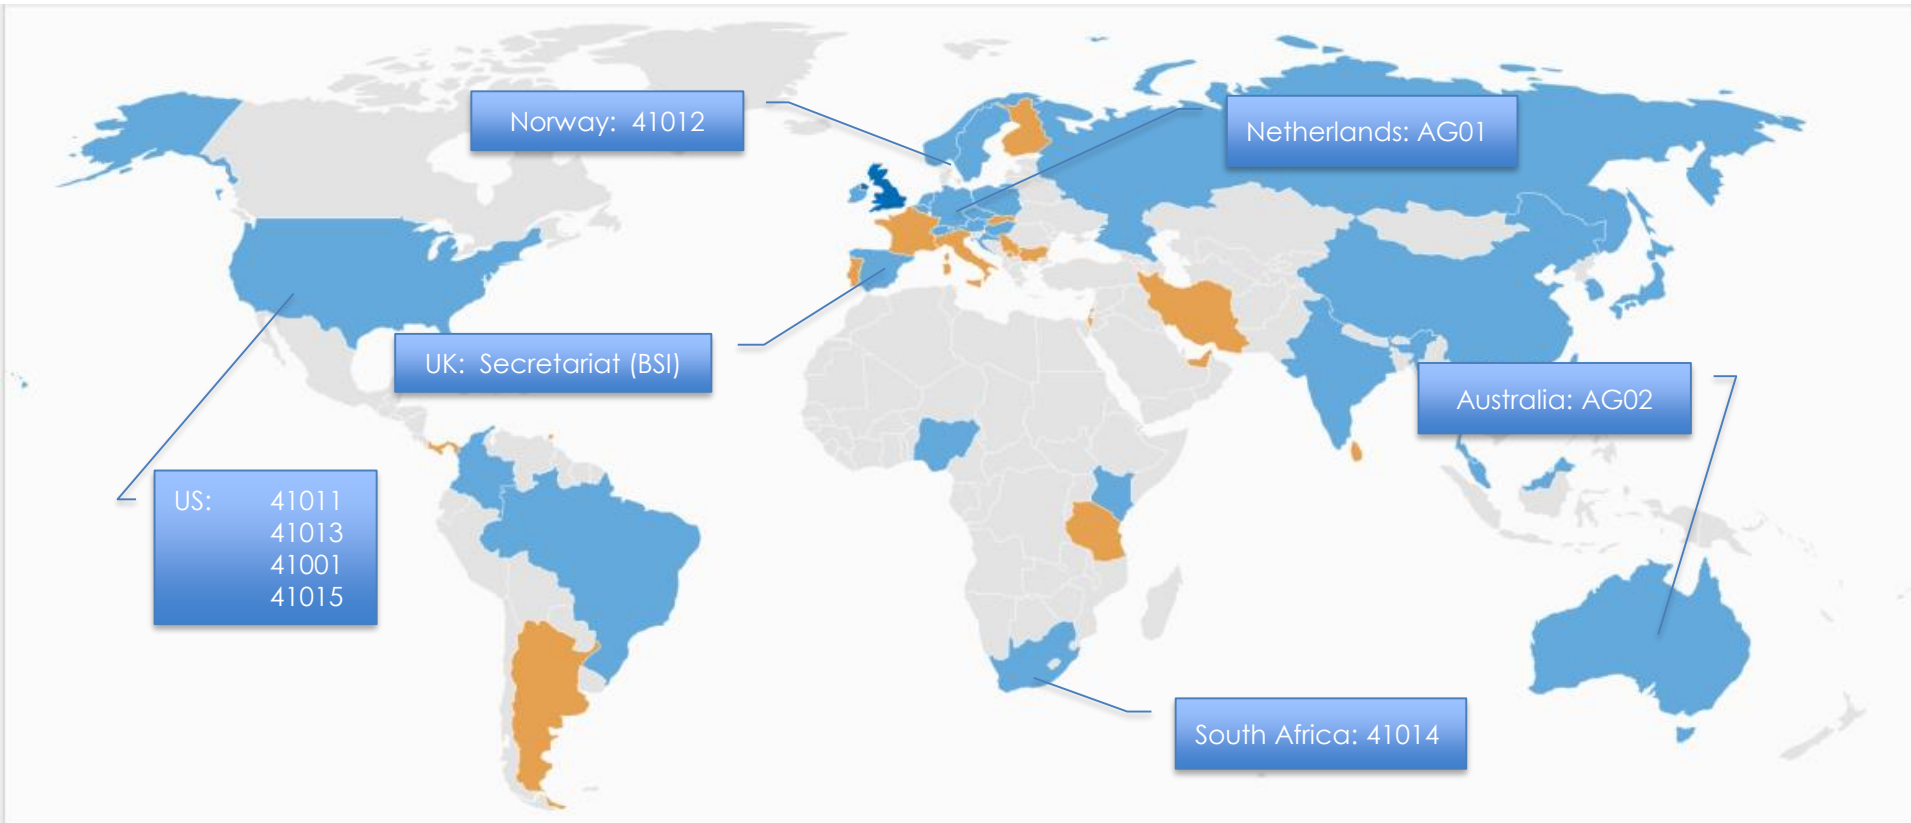 Norway: 41012
Netherlands: AG01
UK: Secretariat (BSI)
Australia: AG02
US: 41011
41013
41001
41015
South Africa: 41014